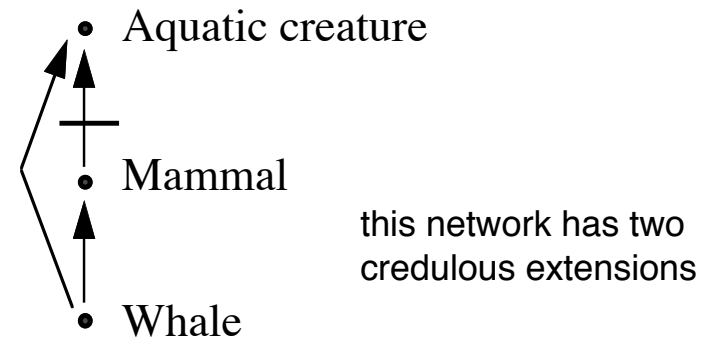 Aquatic creature
Mammal
this network has two
credulous extensions
Whale